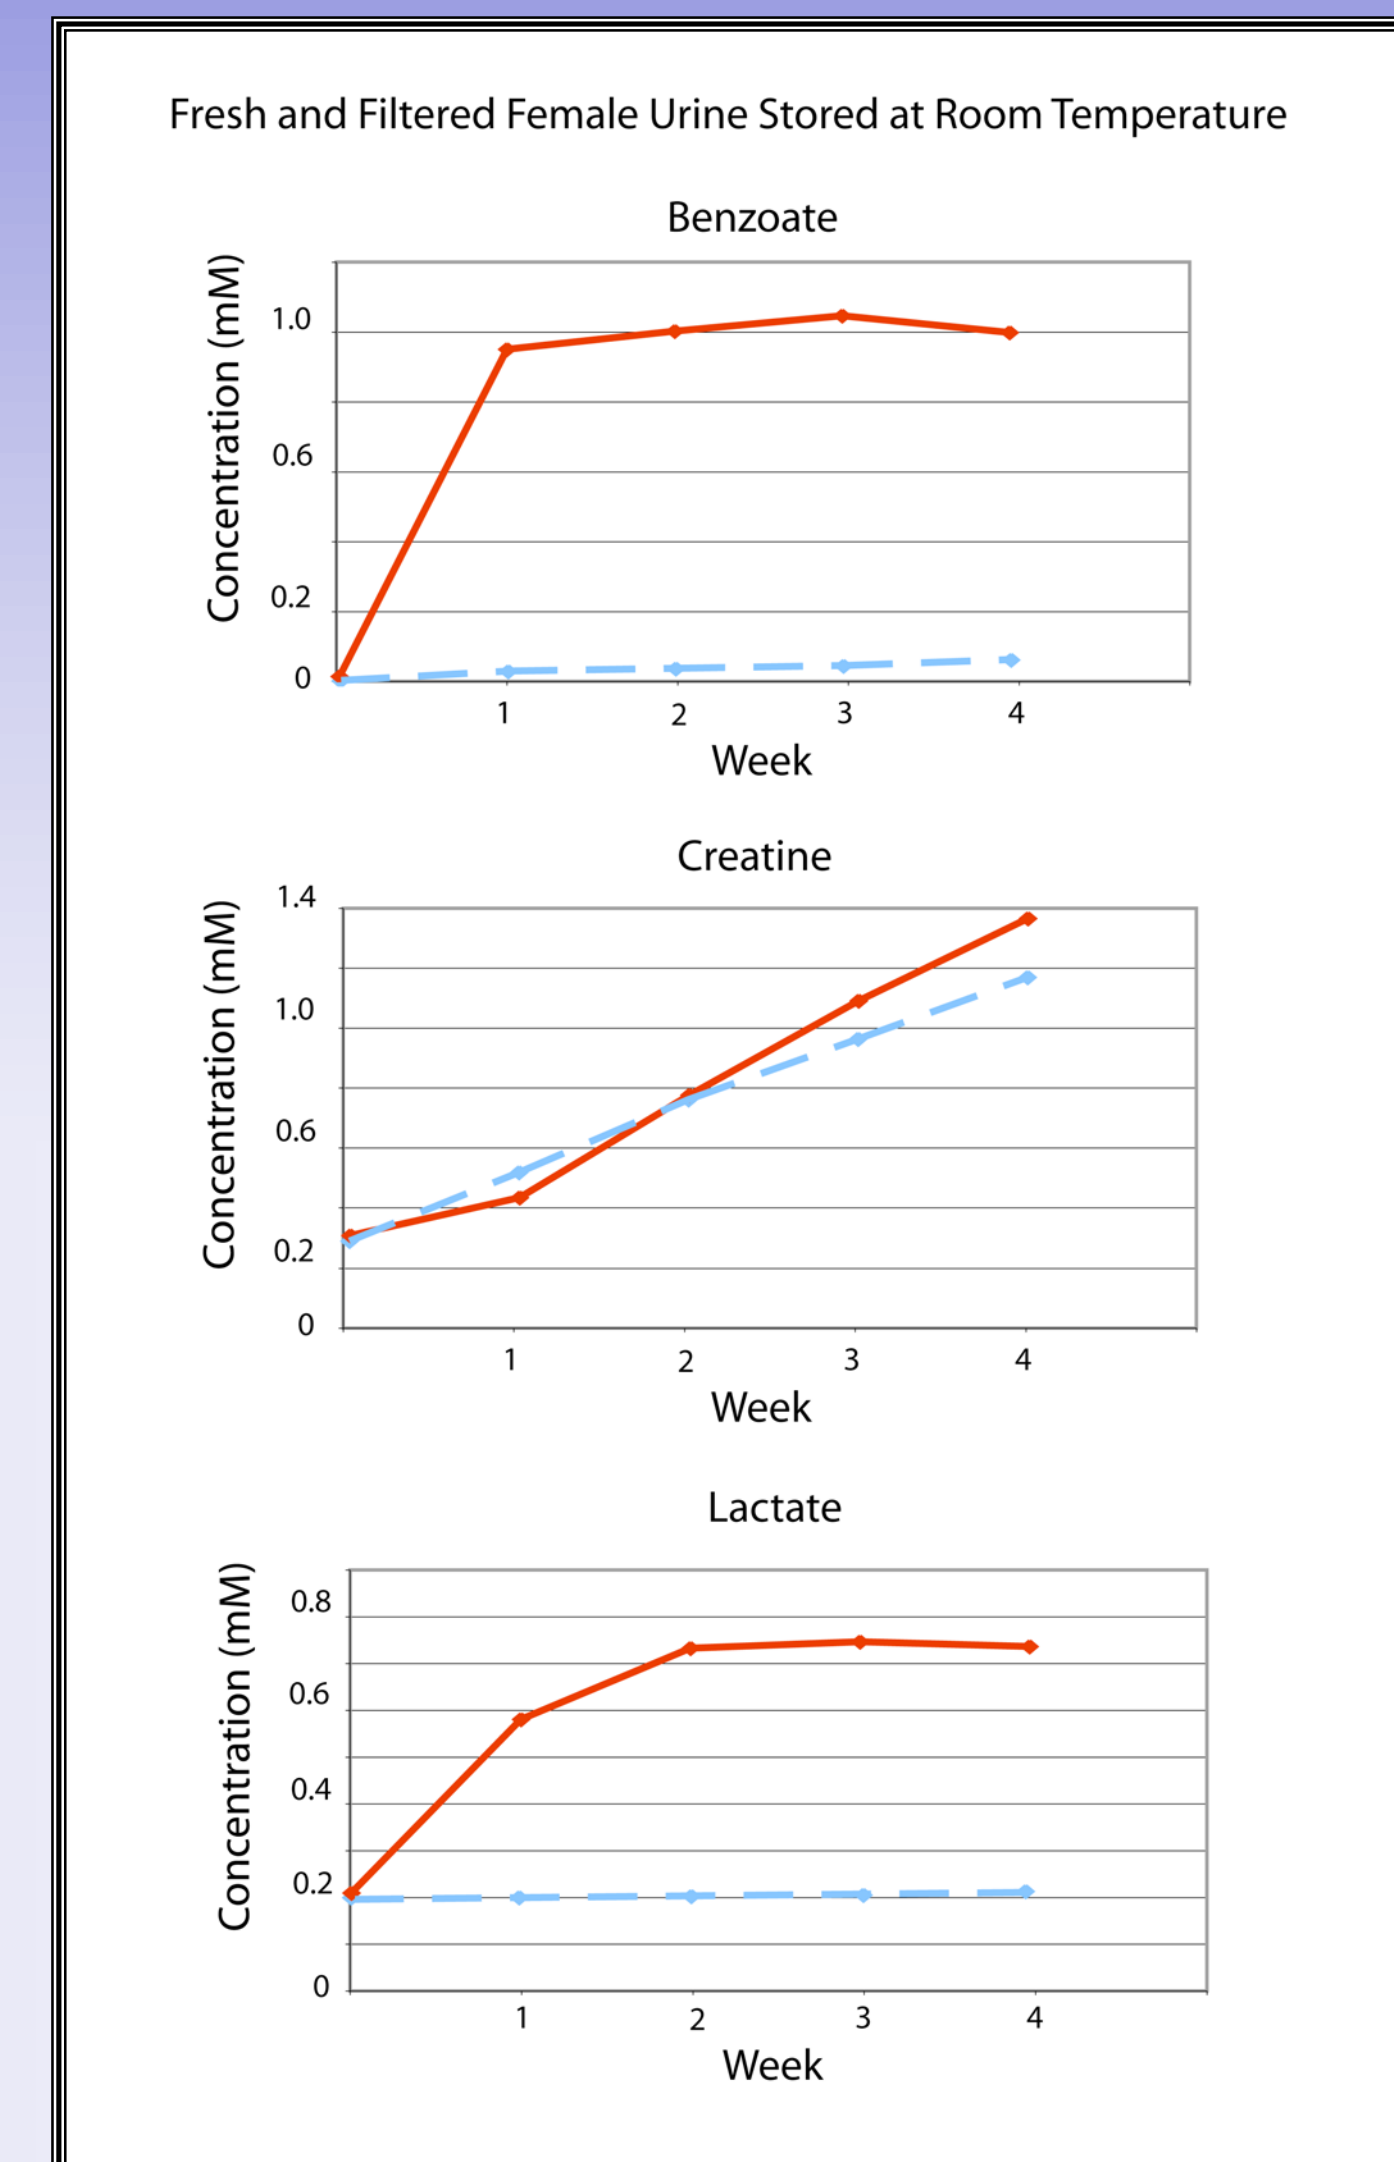 Fresh and Filtered Female Urine Stored at Room Temperature
Benzoate
Concentration (mM)
1.0
0.6
0.2
0
1 2 3 4
Week
Creatine
Concentration (mM)
1.4
1.0
0.6
0.2
0
1 2 3 4
Week
Lactate
Concentration (mM)
0.8
0.6
0.4
0.2
0
1 2 3 4
Week